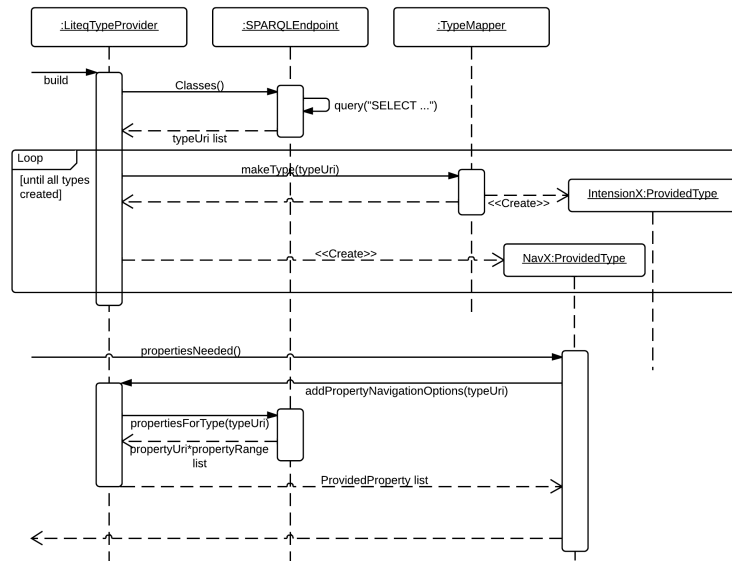 :LiteqTypeProvider
:SPARQLEndpoint
:TypeMapper
build
Classes()
query("SELECT ...")
typeUri list
Loop
[until all types
created]
makeType(typeUri)
<<Create>>
IntensionX:ProvidedType
<<Create>>
NavX:ProvidedType
propertiesNeeded()
addPropertyNavigationOptions(typeUri)
propertiesForType(typeUri)
propertyUri*propertyRange
list
ProvidedProperty list